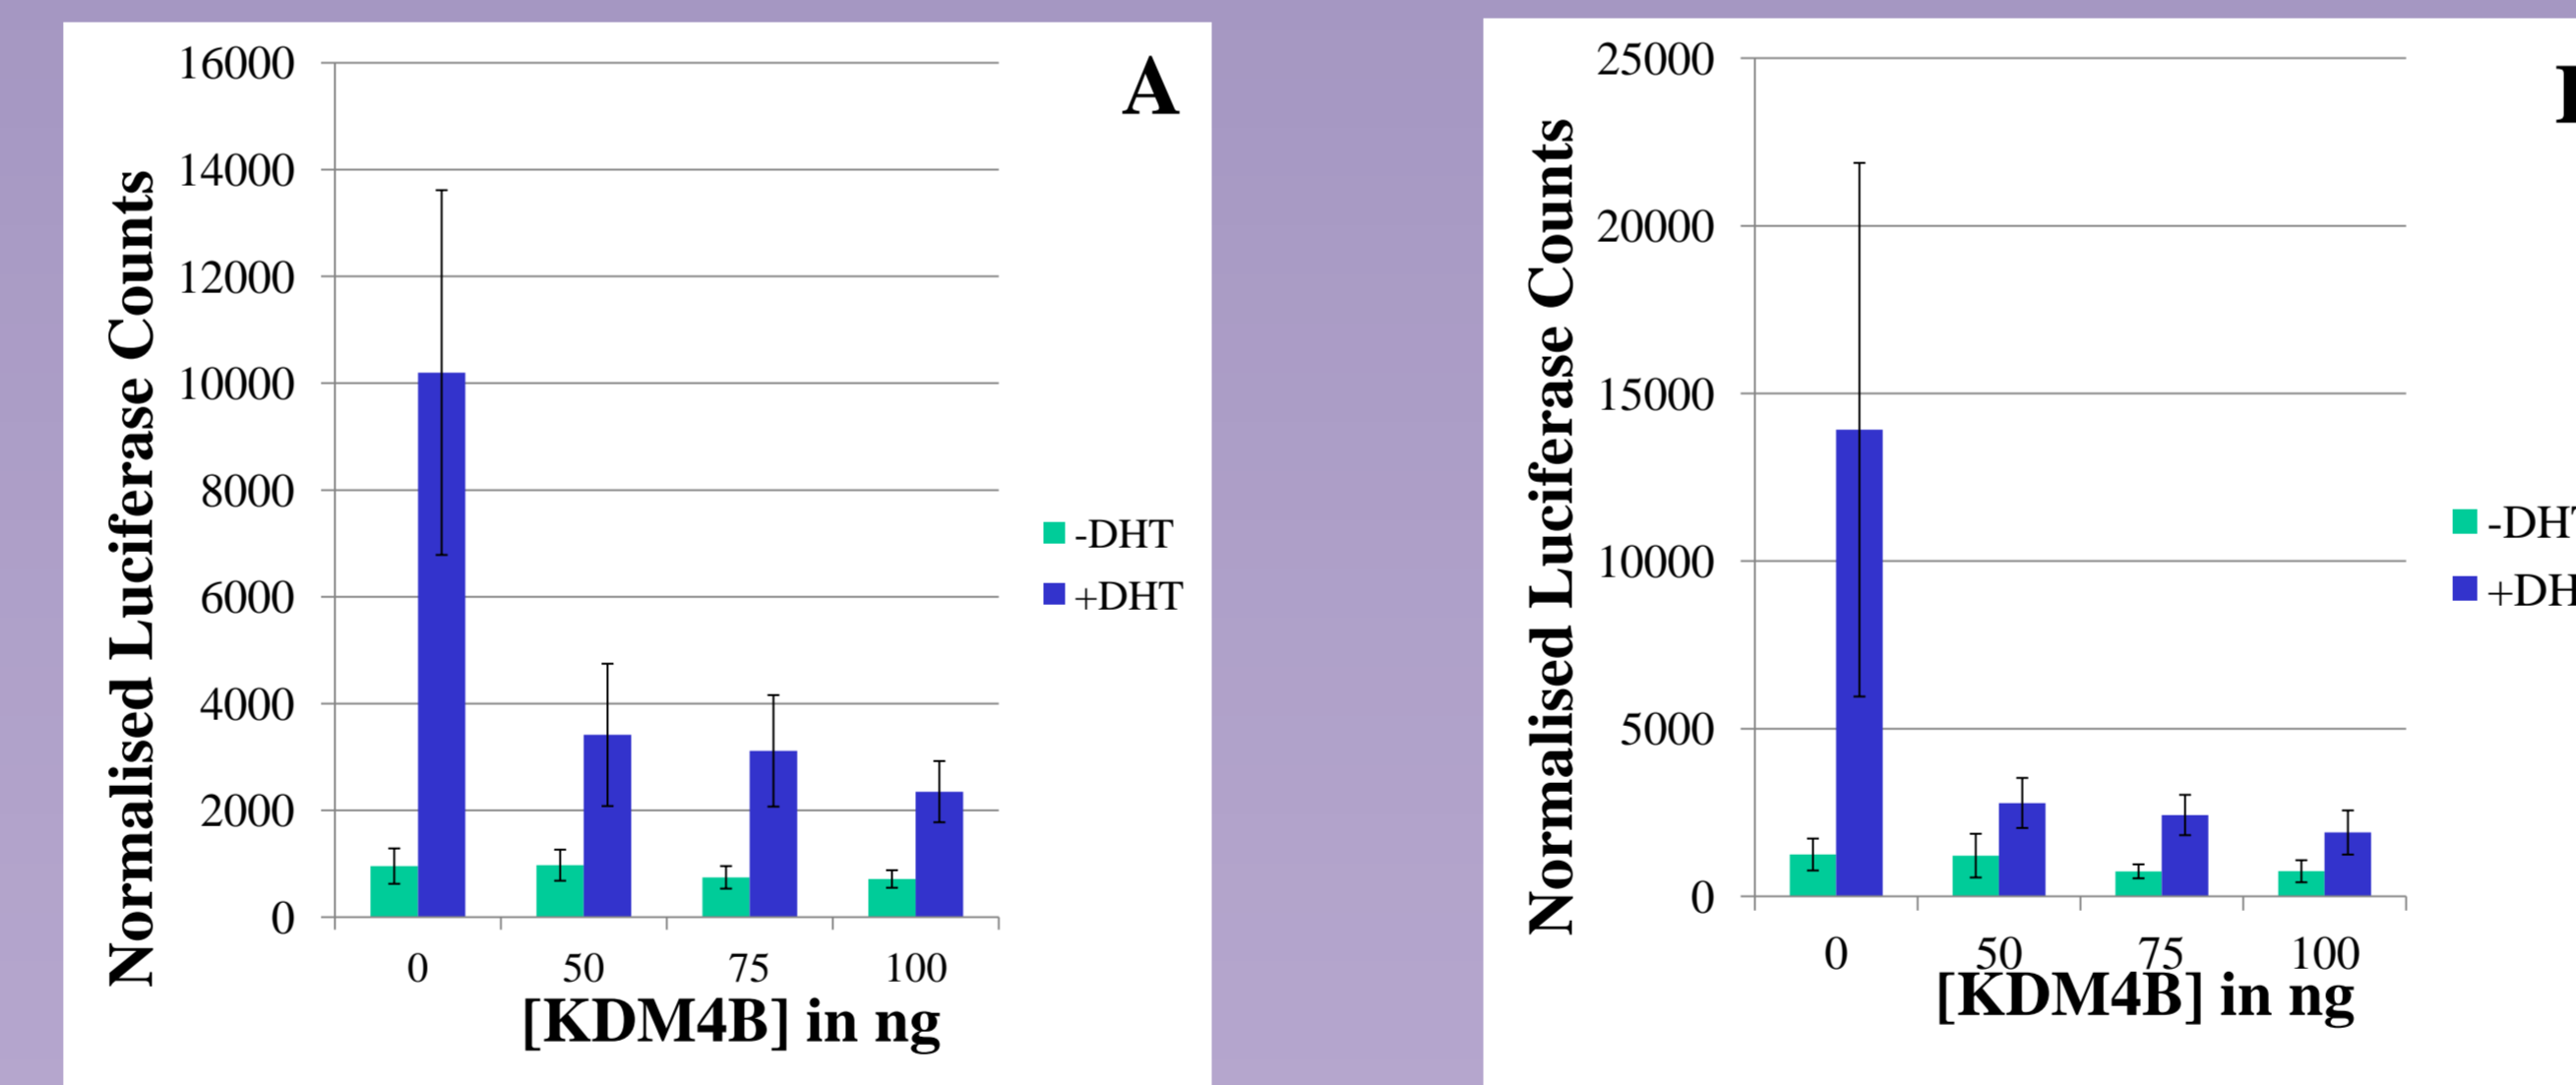 A
Normalised Luciferase Counts
16000
14000
12000
10000
8000
6000
4000
2000
0
-DHT
+DHT
0 50 75 100
[KDM4B] in ng
Normalised Luciferase Counts
25000
20000
15000
10000
5000
0
0 50 75 100
[KDM4B] in ng